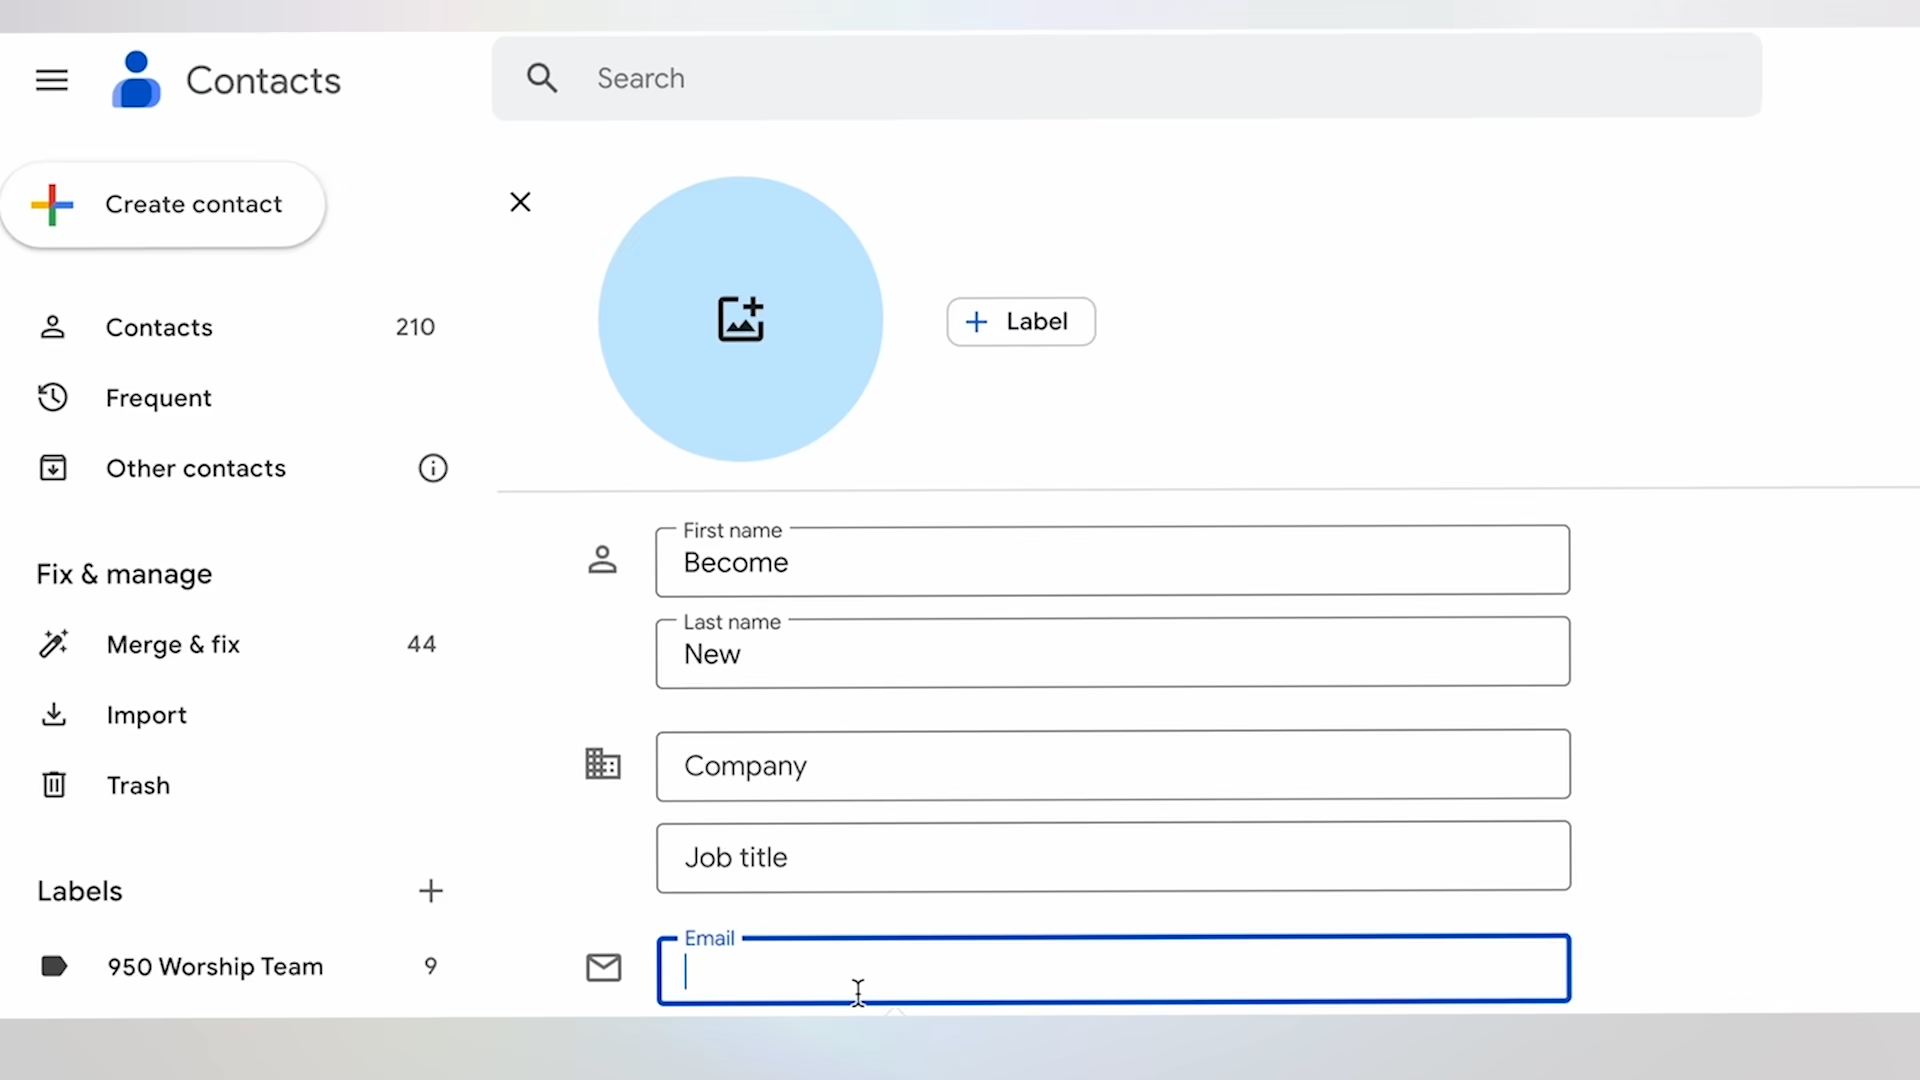 Contacts
Search
Create contact
Contacts 210
Frequent
Other contacts
Fix & manage
Merge & fix 44
Import
Trash
Labels
950 Worship Team 9
Label
First name
Become
Last name
New
Company
Job title
Email